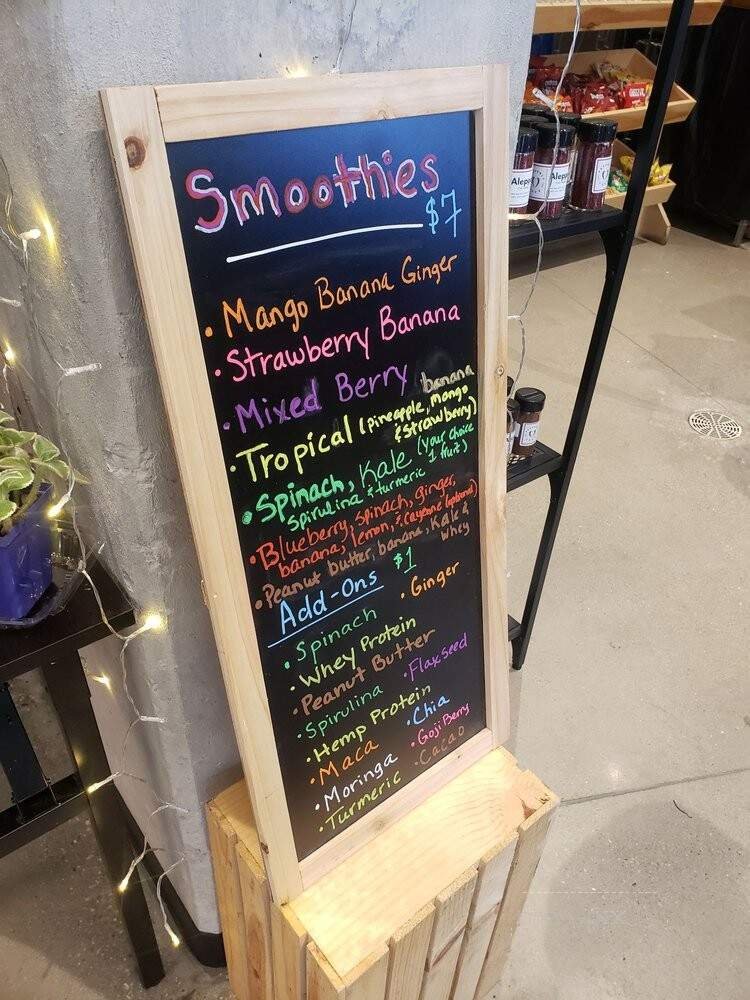 Smoothies
$7
• Mango Banana Ginger
• Strawberry Banana
• Mixed Berry banana
• Tropical (pineapple, mango
& strawberry)
• Spinach, Kale (your choice
1 fruit)
Spirulina & turmeric
• Blueberry, spinach, ginger,
banana, lemon, & cayenne (optional)
• Peanut butter, banana, Kale &
whey
Add-Ons $1
• Spinach • Ginger
• Whey Protein
• Peanut Butter
• Spirulina • Flaxseed
• Hemp Protein
• Maca • Chia
• Moringa • Goji Berry
• Turmeric • Cacao
Alepp